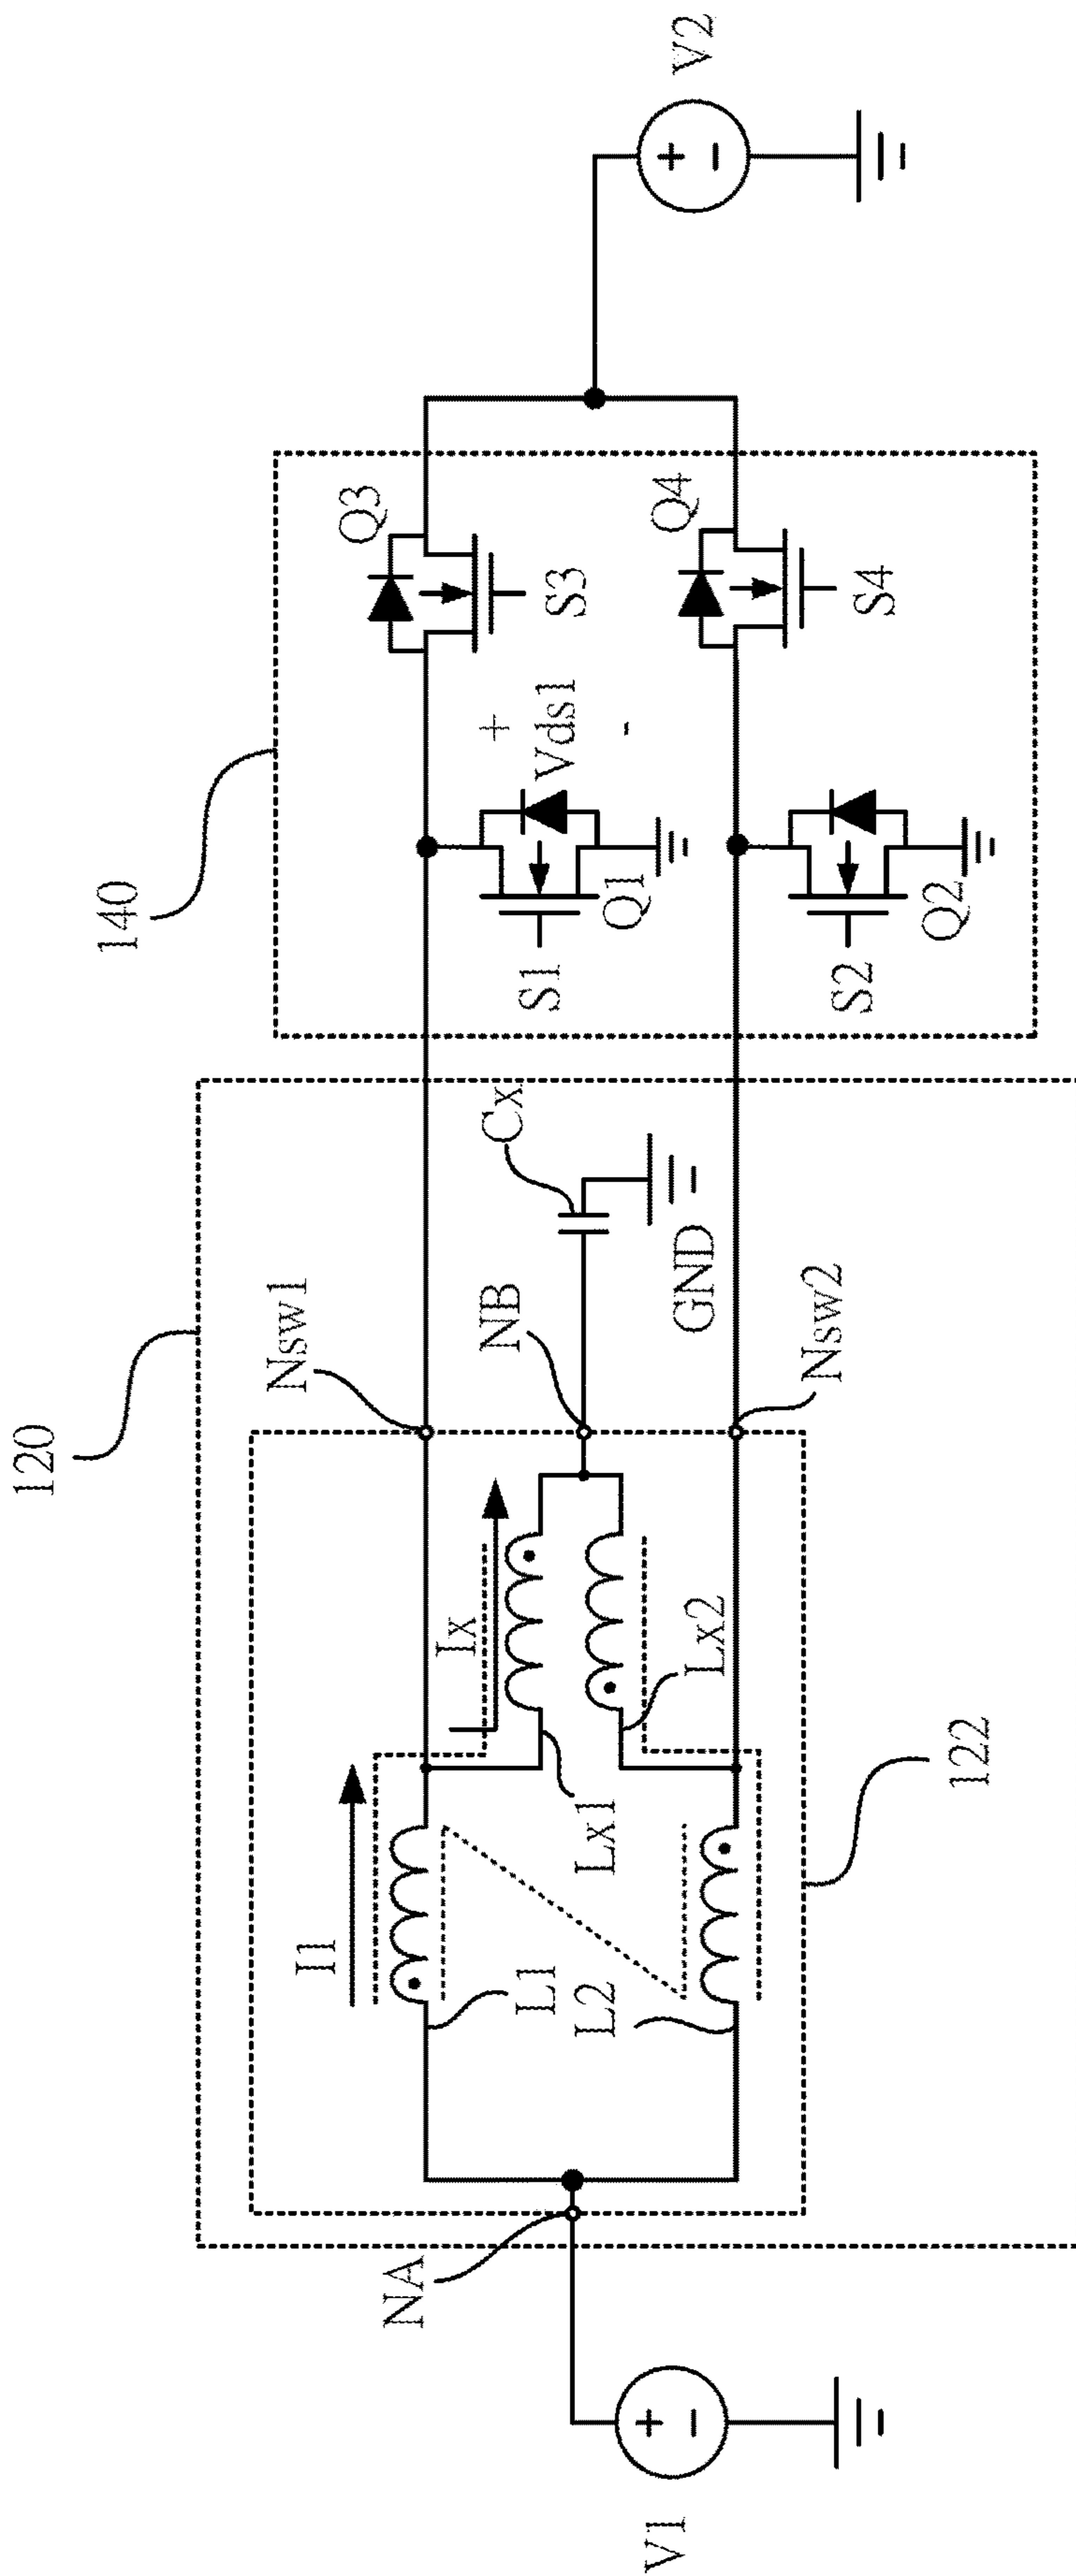 120
140
Nsw1
Cx
Q3
V2
S3
+
Vds1
-
I1
Ix
NB
S1
Q1
Q4
NA
L1
Lx1
GND
S4
L2
Lx2
Nsw2
S2
Q2
V1
122
+
-
+
-